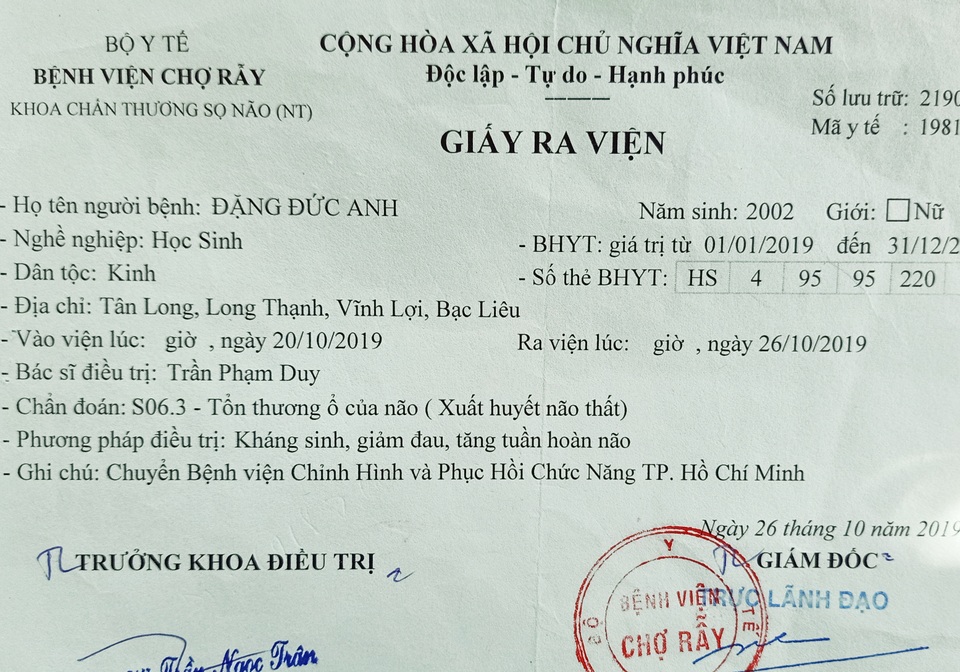 BỘ Y TẾ
BỆNH VIỆN CHỢ RẪY
KHOA CHẤN THƯƠNG SỌ NÃO (NT)
CỘNG HÒA XÃ HỘI CHỦ NGHĨA VIỆT NAM
Độc lập - Tự do - Hạnh phúc
Số lưu trữ: 2190
Mã y tế : 1981
GIẤY RA VIỆN
- Họ tên người bệnh: ĐẶNG ĐỨC ANH Năm sinh: 2002 Giới: ☐ Nữ
- Nghề nghiệp: Học Sinh - BHYT: giá trị từ 01/01/2019 đến 31/12/2
- Dân tộc: Kinh - Số thẻ BHYT: HS 4 95 95 220
- Địa chỉ: Tân Long, Long Thạnh, Vĩnh Lợi, Bạc Liêu
- Vào viện lúc: giờ , ngày 20/10/2019 Ra viện lúc: giờ , ngày 26/10/2019
- Bác sĩ điều trị: Trần Phạm Duy
- Chẩn đoán: S06.3 - Tổn thương ổ của não ( Xuất huyết não thất)
- Phương pháp điều trị: Kháng sinh, giảm đau, tăng tuần hoàn não
- Ghi chú: Chuyển Bệnh viện Chỉnh Hình và Phục Hồi Chức Năng TP. Hồ Chí Minh
Ngày 26 tháng 10 năm 2019
TL TRƯỞNG KHOA ĐIỀU TRỊ
TL GIÁM ĐỐC
TRỰC LÃNH ĐẠO
BỘ Y TẾ
BỆNH VIỆN
CHỢ RẪY
Trần Ngọc Trân